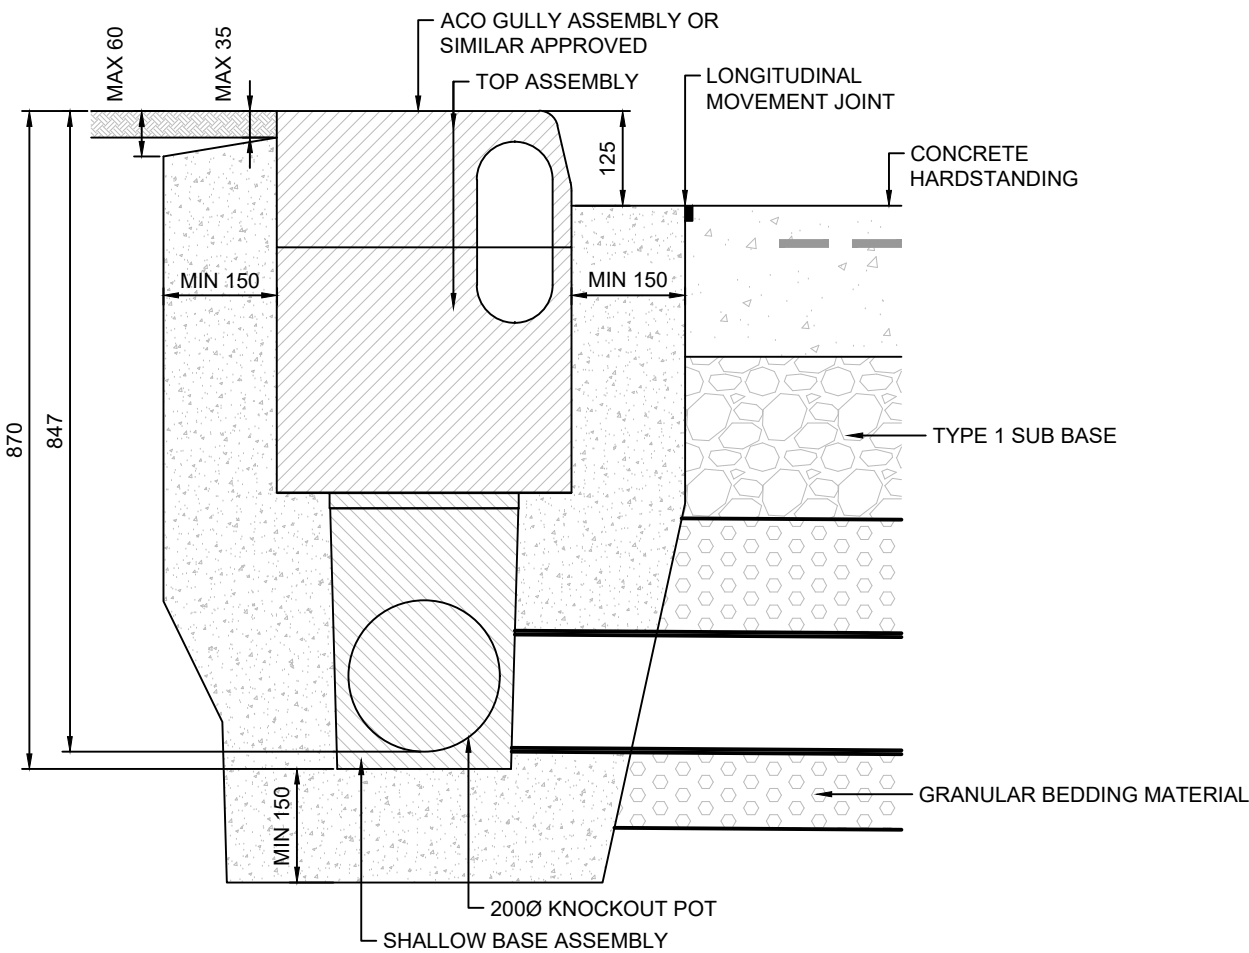 ACO GULLY ASSEMBLY OR
SIMILAR APPROVED
MAX 60
MAX 35
TOP ASSEMBLY
LONGITUDINAL
MOVEMENT JOINT
125
CONCRETE
HARDSTANDING
MIN 150
MIN 150
870
847
TYPE 1 SUB BASE
MIN 150
GRANULAR BEDDING MATERIAL
200Ø KNOCKOUT POT
SHALLOW BASE ASSEMBLY